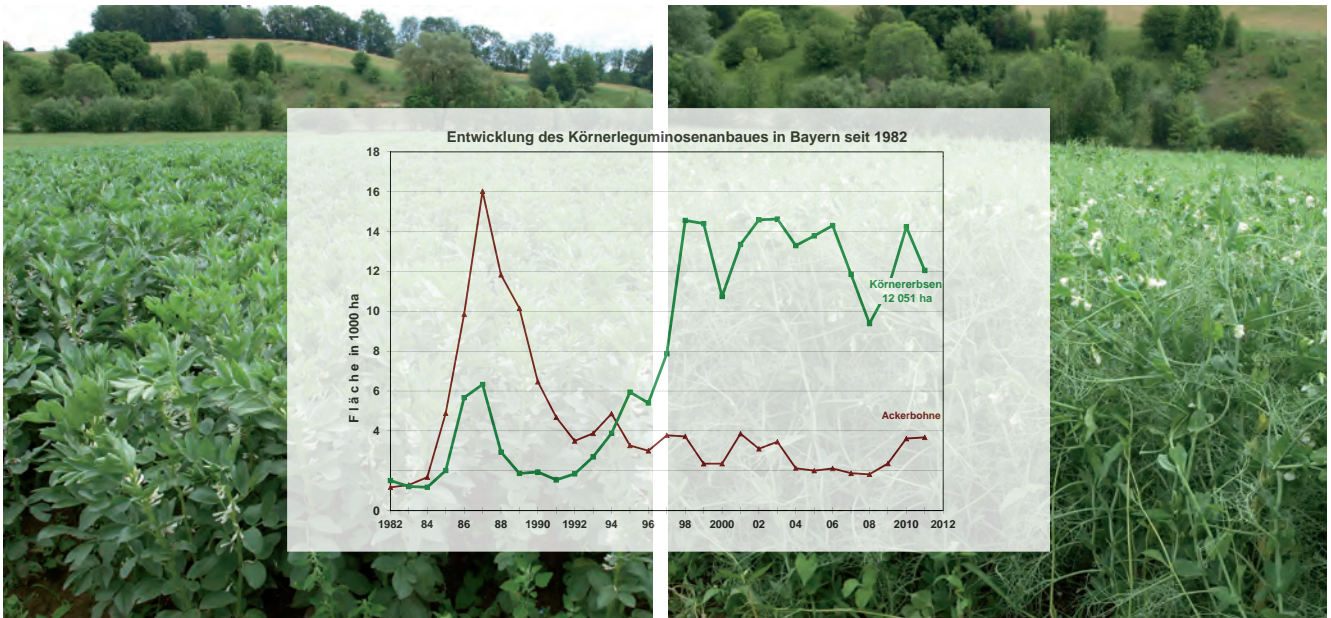 Entwicklung des Körnerleguminosenanbaues in Bayern seit 1982
18
16
14
12
10
8
6
4
0
Fläche in 1000 ha
Körnererbsen
12 051 ha
Ackerbohne
1982 84 86 88 1990 1992 94 96 98 2000 02 04 06 08 2010 2012